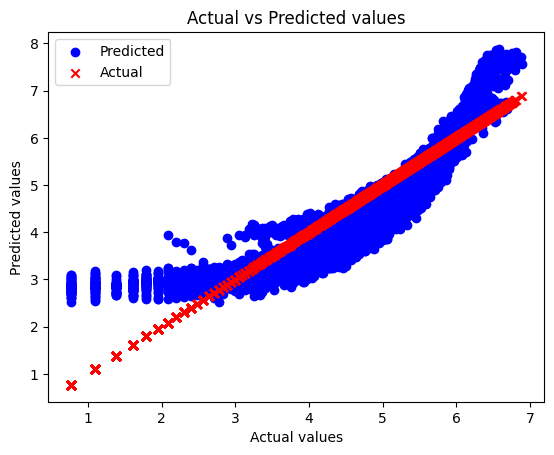 Actual vs Predicted values
Predicted
Actual
8
7
6
5
4
3
2
1
Predicted values
1 2 3 4 5 6 7
Actual values